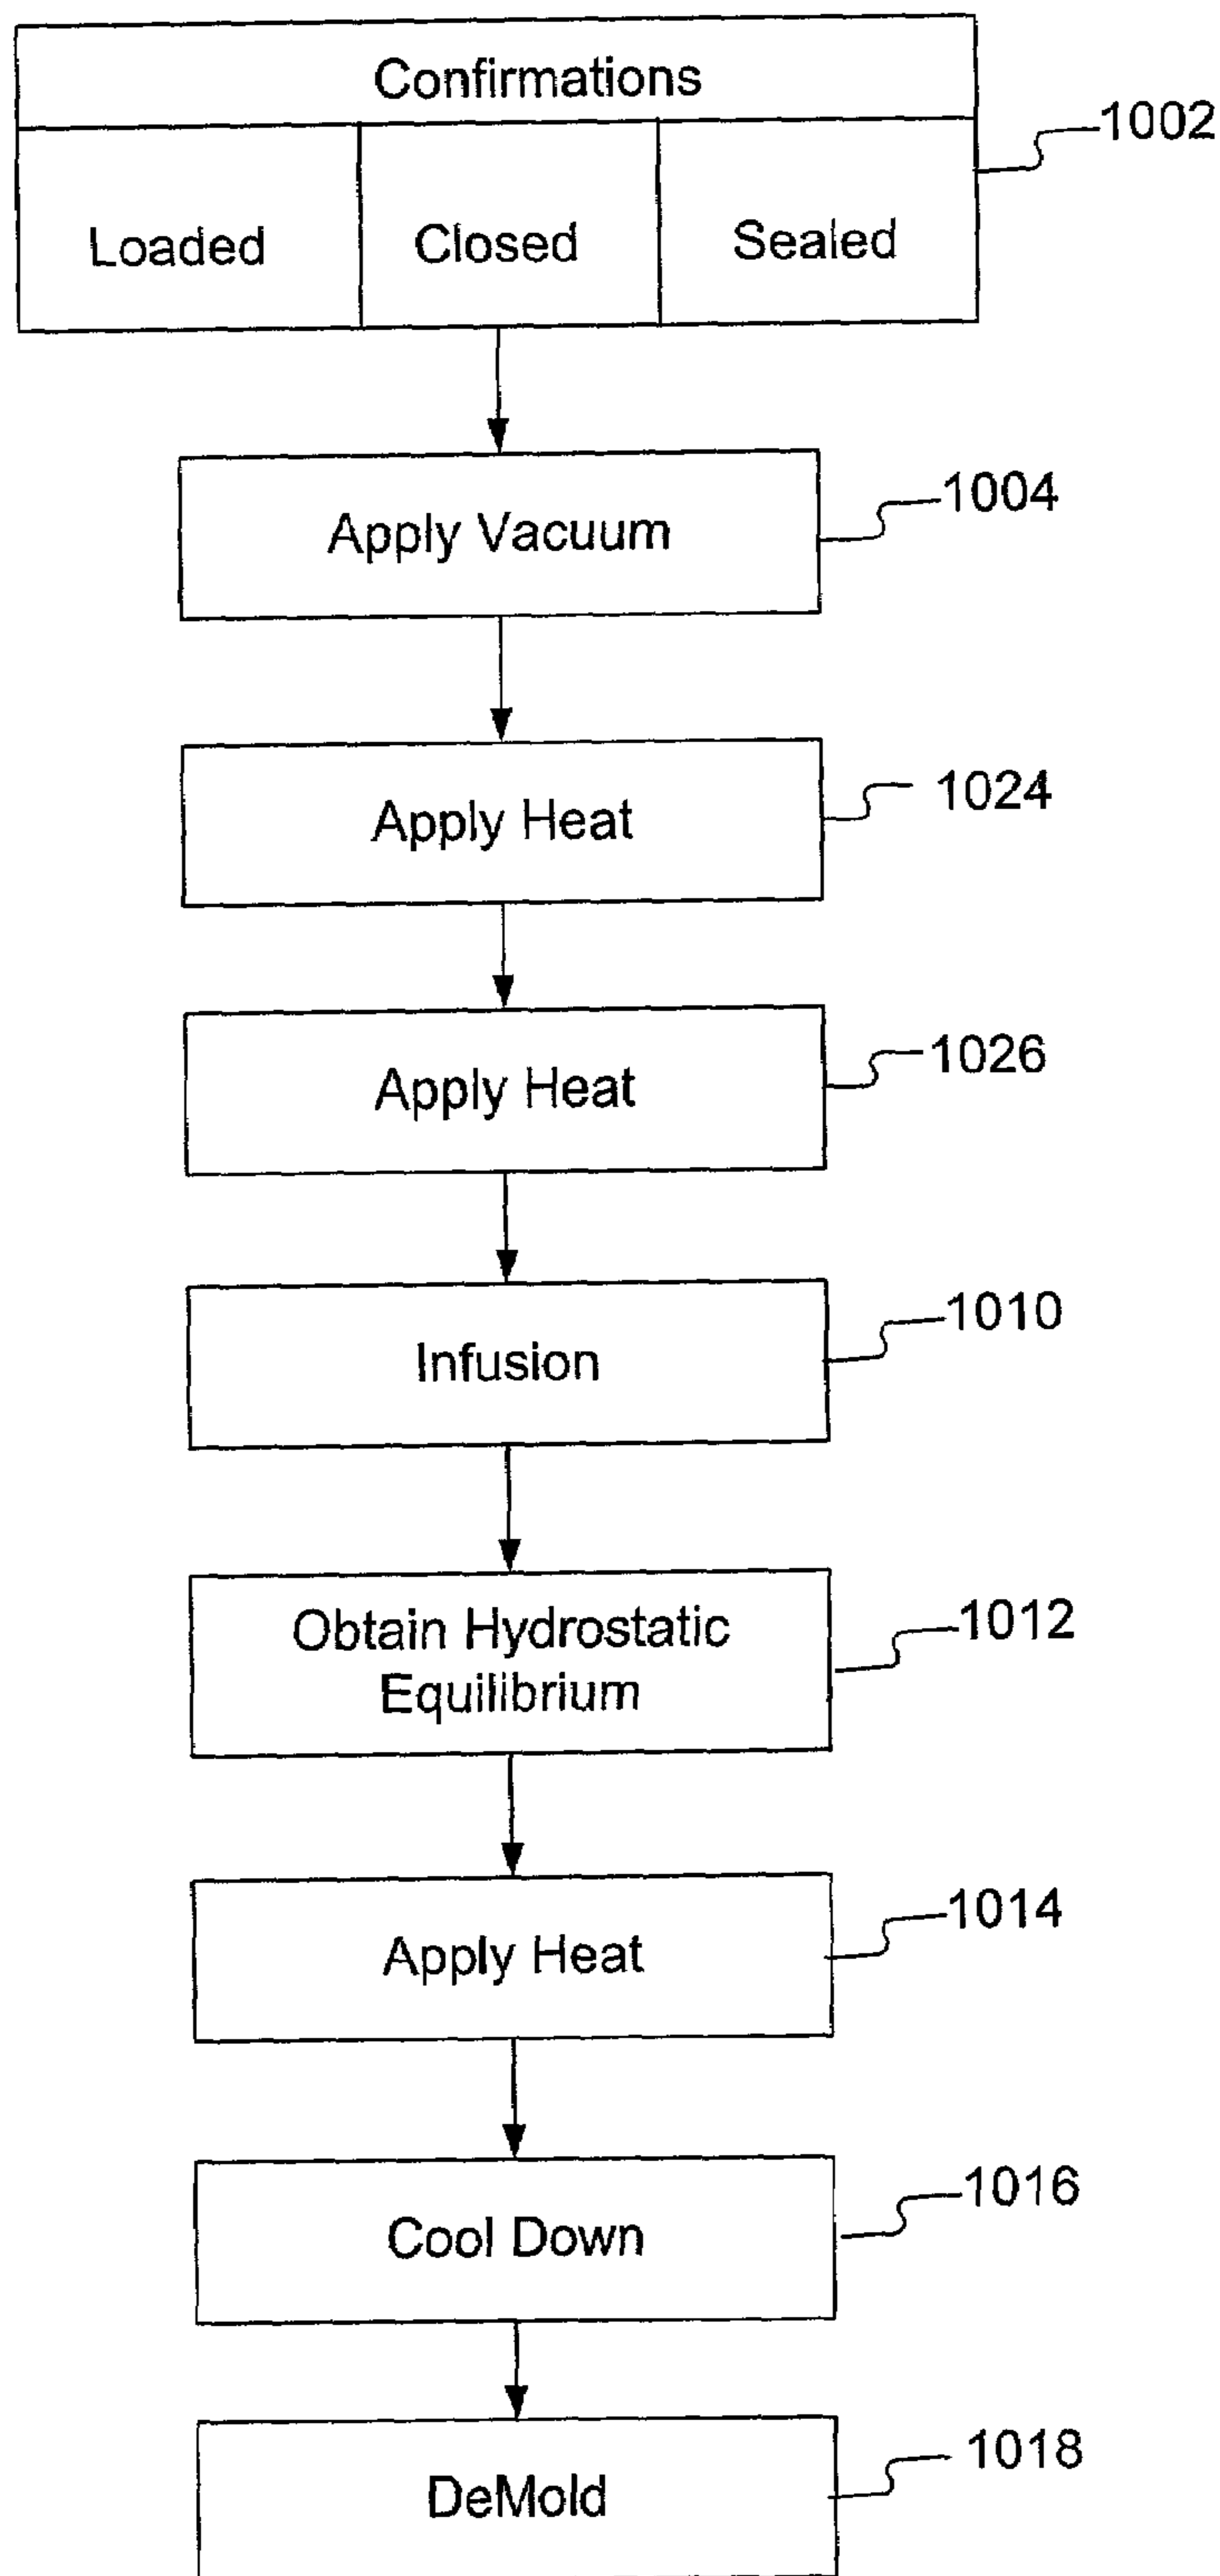 Confirmations
1002
Loaded
Closed
Sealed
Apply Vacuum
1004
Apply Heat
1024
Apply Heat
1026
Infusion
1010
Obtain Hydrostatic
Equilibrium
1012
Apply Heat
1014
Cool Down
1016
DeMold
1018